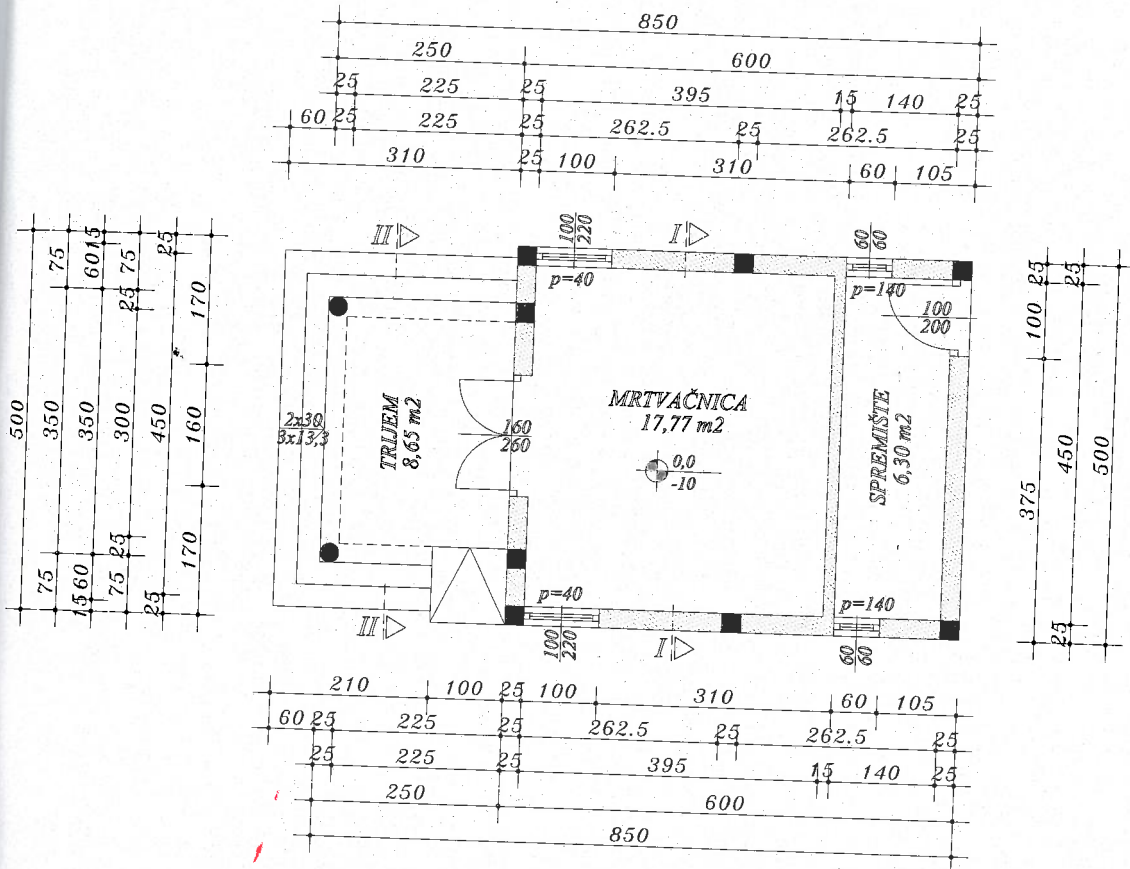 850
250 600
25 225 25 395 15 140 25
60 25 225 25 262.5 25 262.5 25
310 25 100 310 60 105
II
100
220
I
60
60
p=40
p=140
100
200
500
75 350 75
6015 350 1560
75 25 300 25 75
25 450 25
170 160 170
2x30
3x13,3
TRIJEM
8,65 m2
160
260
MRTVAČNICA
17,77 m2
0,0
-10
SPREMIŠTE
6,30 m2
25 100 375
25 450 25
500
p=40
p=140
II
100
220
I
60
60
210 100 25 100 310 60 105
60 25 225 25 262.5 25 262.5 25
25 225 25 395 15 140 25
250 600
850